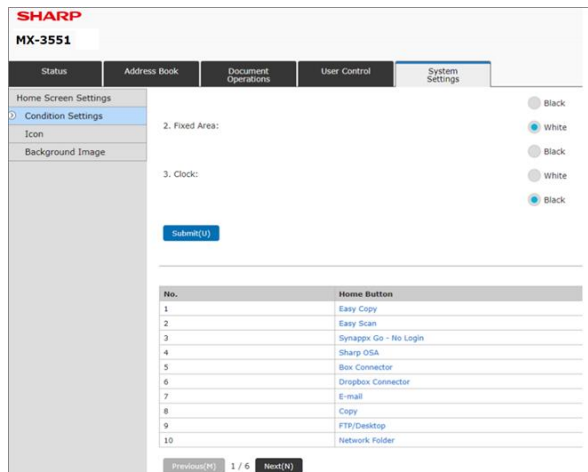 SHARP
MX-3551
Status Address Book Document Operations User Control System Settings
Home Screen Settings
Condition Settings
Icon
Background Image
Black
2. Fixed Area:
White
Black
3. Clock:
White
Black
Submit(U)
No. Home Button
1 Easy Copy
2 Easy Scan
3 Synappx Go - No Login
4 Sharp OSA
5 Box Connector
6 Dropbox Connector
7 E-mail
8 Copy
9 FTP/Desktop
10 Network Folder
Previous(M) 1 / 6 Next(N)